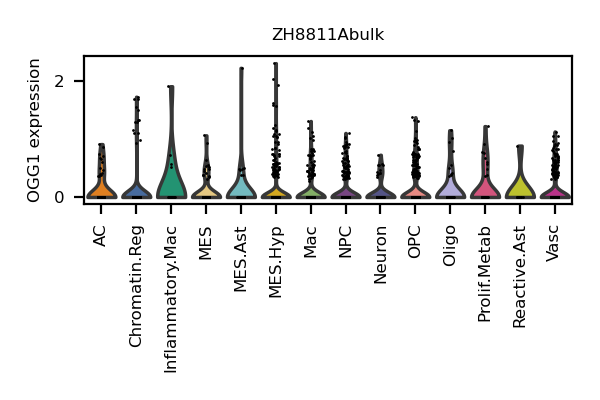 ZH8811Abulk
OGG1 expression
2
0
AC
Chromatin.Reg
Inflammatory.Mac
MES
MES.Ast
MES.Hyp
Mac
NPC
Neuron
OPC
Oligo
Prolif.Metab
Reactive.Ast
Vasc